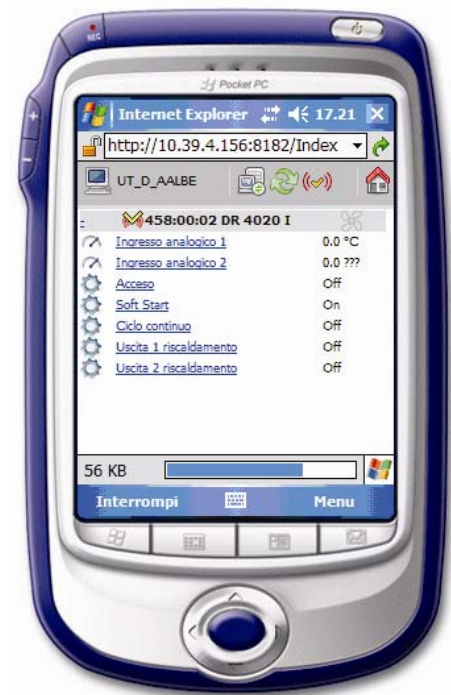 REC
Pocket PC
Internet Explorer 17.21
http://10.39.4.156:8182/Index
UT_D_AALBE
458:00:02 DR 4020 I
Ingresso analogico 1 0.0 °C
Ingresso analogico 2 0.0 ???
Acceso Off
Soft Start On
Ciclo continuo Off
Uscita 1 riscaldamento Off
Uscita 2 riscaldamento Off
56 KB
Interrompi Menu